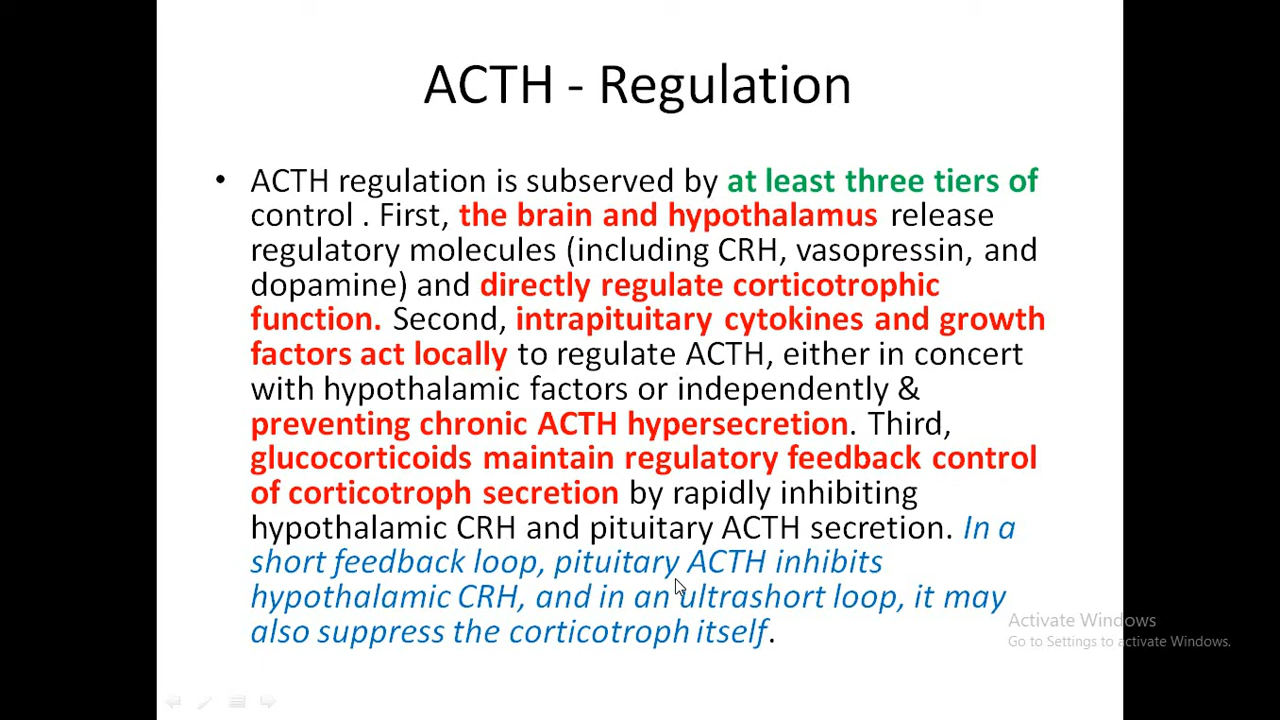 ACTH - Regulation
• ACTH regulation is subserved by at least three tiers of
control . First, the brain and hypothalamus release
regulatory molecules (including CRH, vasopressin, and
dopamine) and directly regulate corticotrophic
function. Second, intrapituitary cytokines and growth
factors act locally to regulate ACTH, either in concert
with hypothalamic factors or independently &
preventing chronic ACTH hypersecretion. Third,
glucocorticoids maintain regulatory feedback control
of corticotroph secretion by rapidly inhibiting
hypothalamic CRH and pituitary ACTH secretion. In a
short feedback loop, pituitary ACTH inhibits
hypothalamic CRH, and in an ultrashort loop, it may
also suppress the corticotroph itself.
Activate Windows
Go to Settings to activate Windows.